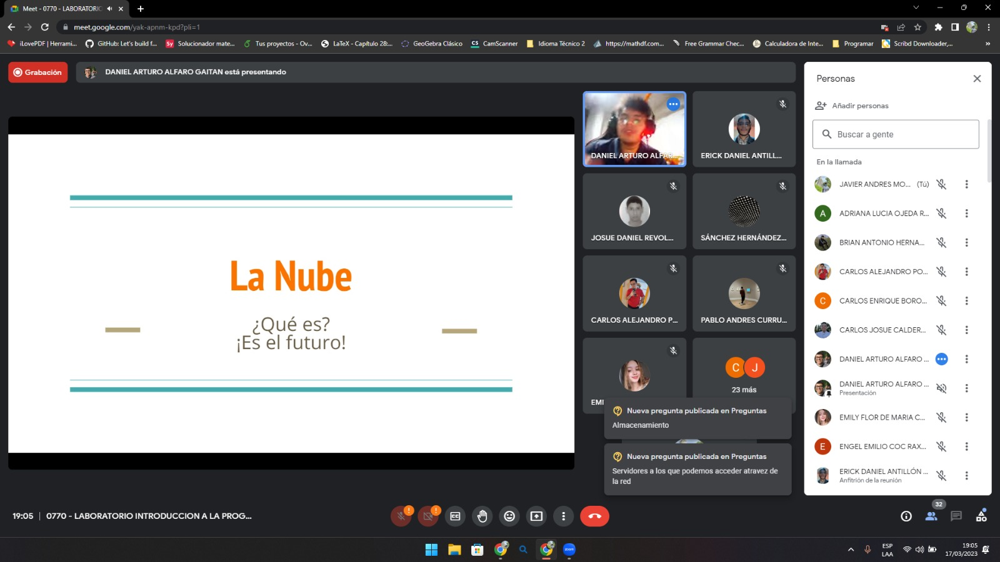 Meet - 0770 - LABORATORIO
meet.google.com/yak-apnm-kpd?pli=1
iLovePDF | Herrami...
GitHub: Let's build f...
Sy
Solucionador mate...
Tus proyectos - Ov...
LaTeX - Capítulo 28:...
GeoGebra Clásico
CS
CamScanner
Idioma Técnico 2
https://mathdf.com...
Free Grammar Chec...
Calculadora de Inte...
Programar
Scribd Downloader,...
»
Grabación
DANIEL ARTURO ALFARO GAITAN está presentando
La Nube
¿Qué es?
¡Es el futuro!
DANIEL ARTURO ALFAR...
ERICK DANIEL ANTILL...
JOSUE DANIEL REVOL...
SÁNCHEZ HERNÁNDEZ...
CARLOS ALEJANDRO P...
PABLO ANDRES CURRU...
EMI
C
J
23 más
Nueva pregunta publicada en Preguntas
Almacenamiento
Nueva pregunta publicada en Preguntas
Servidores a los que podemos acceder atravez de
la red
Personas
Añadir personas
Buscar a gente
En la llamada
JAVIER ANDRES MO... (Tú)
A
ADRIANA LUCIA OJEDA R...
BRIAN ANTONIO HERNA...
CARLOS ALEJANDRO PO...
C
CARLOS ENRIQUE BORO...
CARLOS JOSUE CALDER...
DANIEL ARTURO ALFARO ...
DANIEL ARTURO ALFARO ...
Presentación
EMILY FLOR DE MARIA C...
E
ENGEL EMILIO COC RAX...
ERICK DANIEL ANTILLÓN ...
Anfitrión de la reunión
19:05 | 0770 - LABORATORIO INTRODUCCION A LA PROG...
32
zoom
ESP
LAA
19:05
17/03/2023